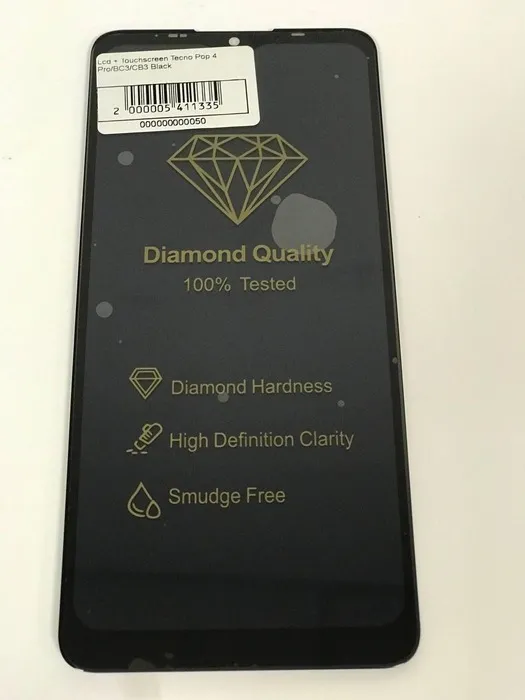 Lcd + Touchscreen Tecno Pop 4
Pro/BC3/CB3 Black
2 000005 411335
000000000050
Diamond Quality
100% Tested
Diamond Hardness
High Definition Clarity
Smudge Free